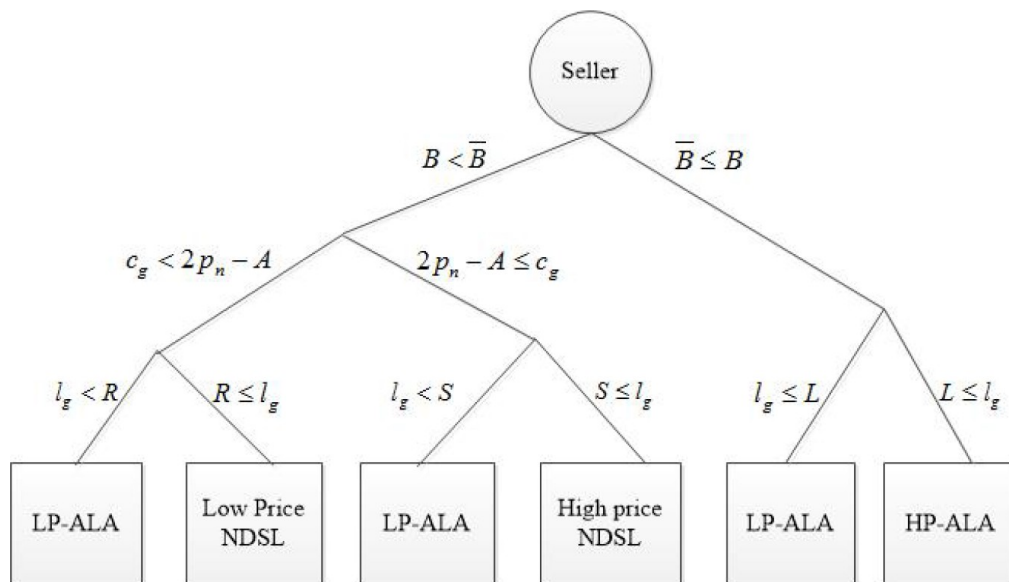 Seller
B < B̅
B̅ ≤ B
c_g < 2p_n − A
2p_n − A ≤ c_g
l_g < R
R ≤ l_g
l_g < S
S ≤ l_g
l_g ≤ L
L ≤ l_g
LP-ALA
Low Price
NDSL
LP-ALA
High price
NDSL
LP-ALA
HP-ALA